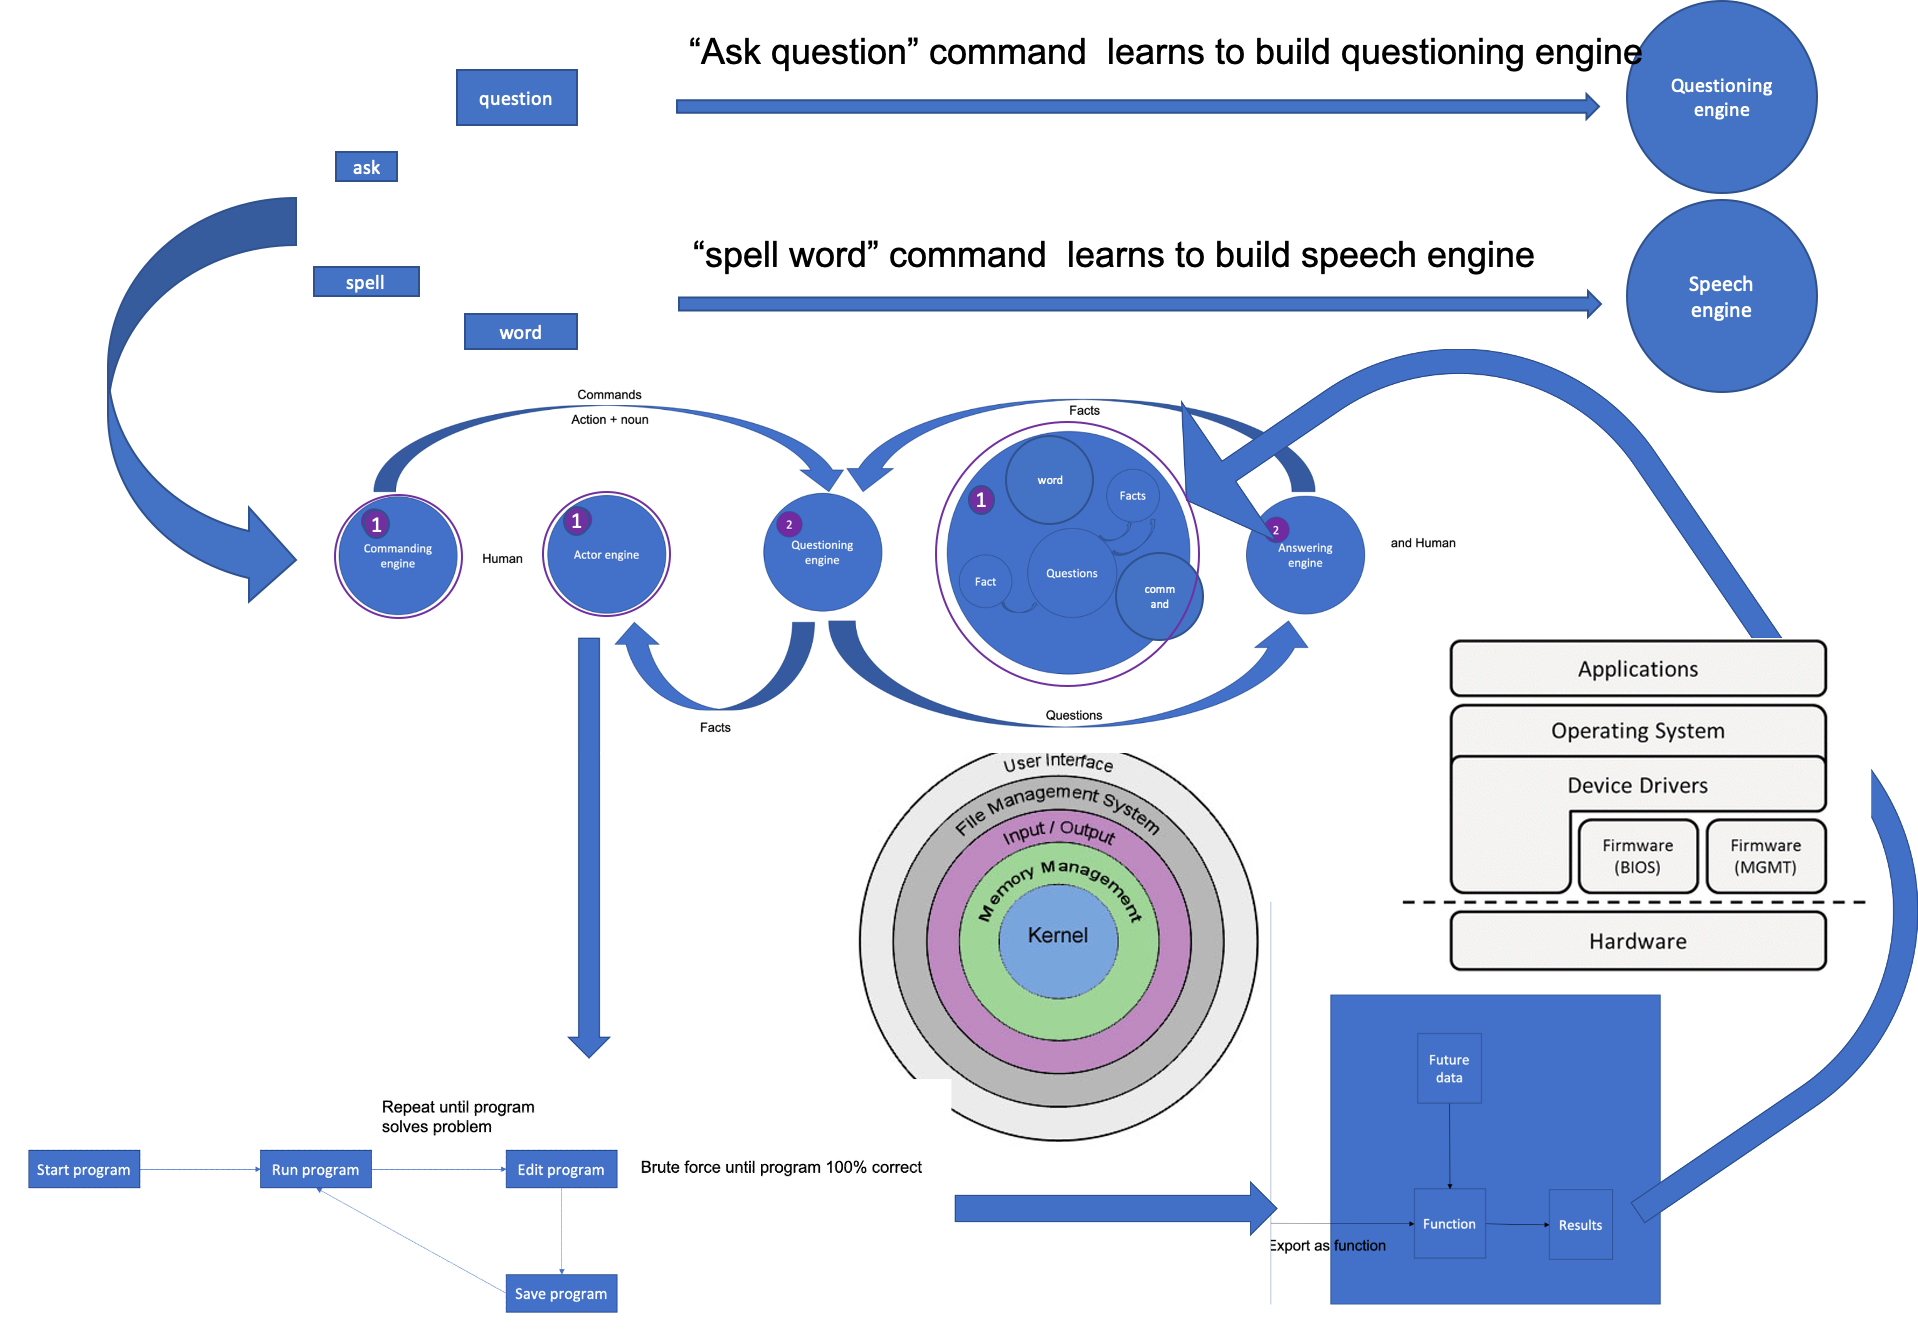 “Ask question” command  learns to build questioning engine
question
Questioning
engine
ask
“spell word” command  learns to build speech engine
spell
word
Speech
engine
Commands
Action + noun
Facts
1
Commanding
engine
Human
1
Actor engine
2
Questioning
engine
1
word
Facts
Fact
Questions
comm
and
2
Answering
engine
and Human
Facts
Questions
User Interface
File Management System
Input / Output
Memory Management
Kernel
Applications
Operating System
Device Drivers
Firmware
(BIOS)
Firmware
(MGMT)
Hardware
Repeat until program
solves problem
Start program
Run program
Edit program
Brute force until program 100% correct
Save program
Future
data
Function
Results
Export as function